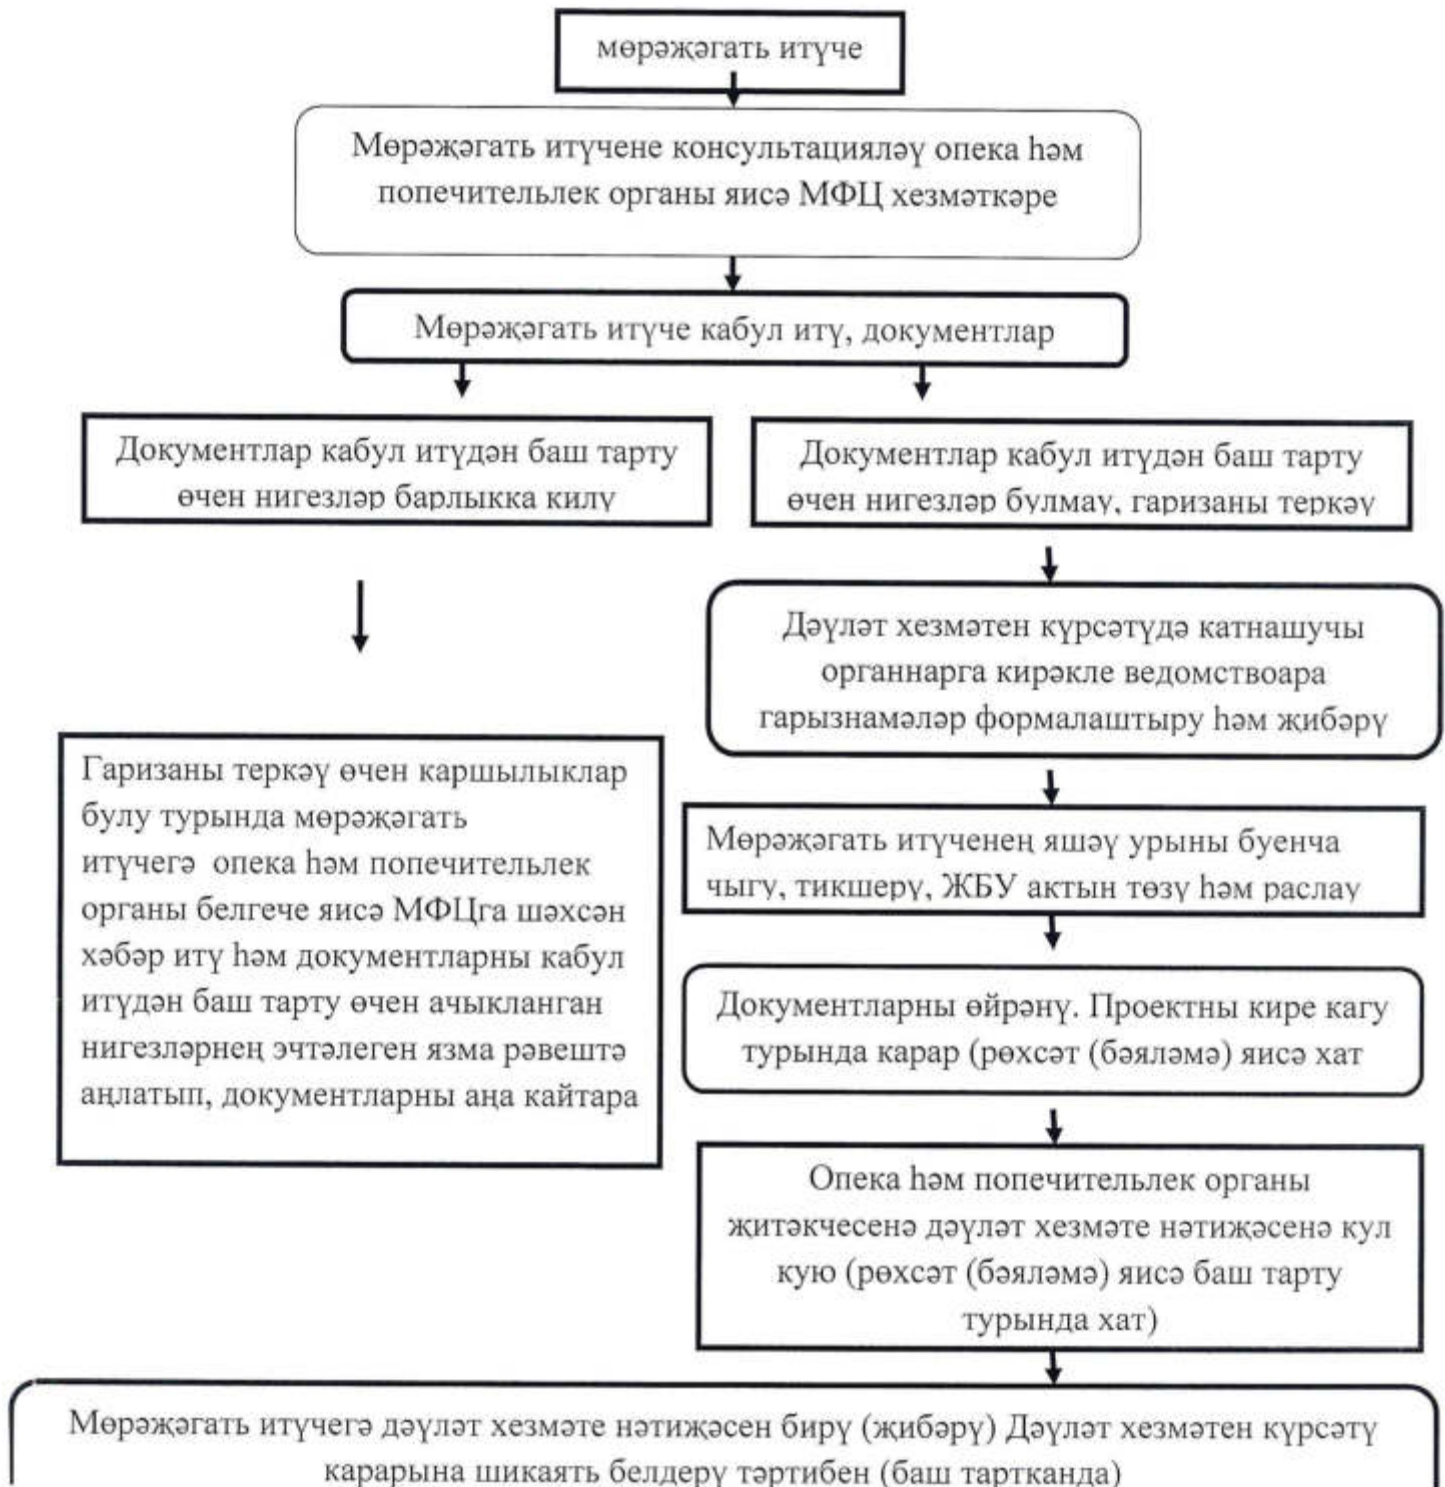 мөрәҗәгать итүче
Мөрәҗәгать итүчене консультацияләү опека һәм
попечительлек органы яисә МФЦ хезмәткәре
Мөрәҗәгать итүче кабул итү, документлар
Документлар кабул итүдән баш тарту
өчен нигезләр барлыкка килү
Документлар кабул итүдән баш тарту
өчен нигезләр булмау, гаризаны теркәү
Дәүләт хезмәтен күрсәтүдә катнашучы
органнарга кирәкле ведомствоара
гарызнамәләр формалаштыру һәм җибәрү
Гаризаны теркәү өчен каршылыклар
булу турында мөрәҗәгать
итүчегә опека һәм попечительлек
органы белгече яисә МФЦга шәхсән
хәбәр итү һәм документларны кабул
итүдән баш тарту өчен ачыкланган
нигезләрнең эчтәлеген язма рәвештә
аңлатып, документларны аңа кайтара
Мөрәҗәгать итүченең яшәү урыны буенча
чыгу, тикшерү, ЖБУ актын төзү һәм раслау
Документларны өйрәнү. Проектны кире кагу
турында карар (рөхсәт (бәяләмә) яисә хат
Опека һәм попечительлек органы
җитәкчесенә дәүләт хезмәте нәтиҗәсенә кул
кую (рөхсәт (бәяләмә) яисә баш тарту
турында хат)
Мөрәҗәгать итүчегә дәүләт хезмәте нәтиҗәсен бирү (җибәрү) Дәүләт хезмәтен күрсәтү
карарына шикаять белдерү тәртибен (баш тартканда)